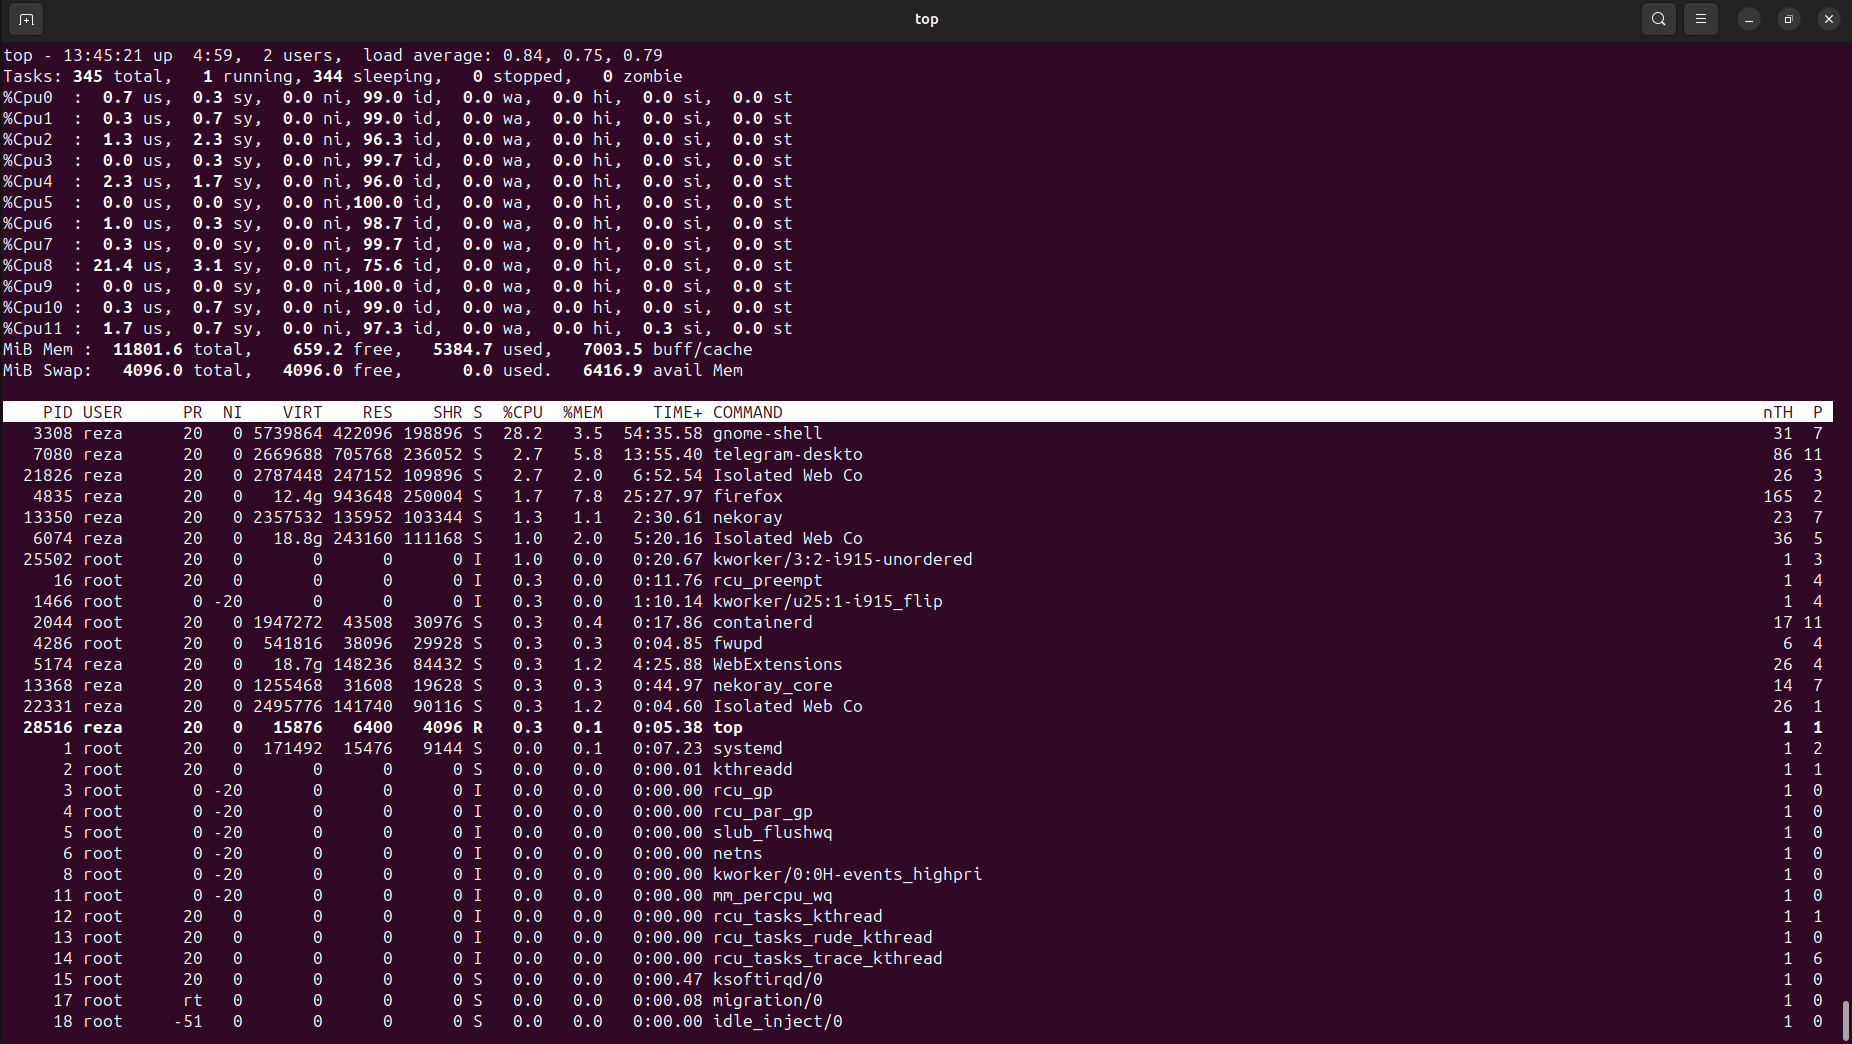 top
top - 13:45:21 up  4:59,  2 users,  load average: 0.84, 0.75, 0.79
Tasks: 345 total,   1 running, 344 sleeping,   0 stopped,   0 zombie
%Cpu0  :  0.7 us,  0.3 sy,  0.0 ni, 99.0 id,  0.0 wa,  0.0 hi,  0.0 si,  0.0 st
%Cpu1  :  0.3 us,  0.7 sy,  0.0 ni, 99.0 id,  0.0 wa,  0.0 hi,  0.0 si,  0.0 st
%Cpu2  :  1.3 us,  2.3 sy,  0.0 ni, 96.3 id,  0.0 wa,  0.0 hi,  0.0 si,  0.0 st
%Cpu3  :  0.0 us,  0.3 sy,  0.0 ni, 99.7 id,  0.0 wa,  0.0 hi,  0.0 si,  0.0 st
%Cpu4  :  2.3 us,  1.7 sy,  0.0 ni, 96.0 id,  0.0 wa,  0.0 hi,  0.0 si,  0.0 st
%Cpu5  :  0.0 us,  0.0 sy,  0.0 ni,100.0 id,  0.0 wa,  0.0 hi,  0.0 si,  0.0 st
%Cpu6  :  1.0 us,  0.3 sy,  0.0 ni, 98.7 id,  0.0 wa,  0.0 hi,  0.0 si,  0.0 st
%Cpu7  :  0.3 us,  0.0 sy,  0.0 ni, 99.7 id,  0.0 wa,  0.0 hi,  0.0 si,  0.0 st
%Cpu8  : 21.4 us,  3.1 sy,  0.0 ni, 75.6 id,  0.0 wa,  0.0 hi,  0.0 si,  0.0 st
%Cpu9  :  0.0 us,  0.0 sy,  0.0 ni,100.0 id,  0.0 wa,  0.0 hi,  0.0 si,  0.0 st
%Cpu10 :  0.3 us,  0.7 sy,  0.0 ni, 99.0 id,  0.0 wa,  0.0 hi,  0.0 si,  0.0 st
%Cpu11 :  1.7 us,  0.7 sy,  0.0 ni, 97.3 id,  0.0 wa,  0.0 hi,  0.3 si,  0.0 st
MiB Mem :  11801.6 total,    659.2 free,   5384.7 used,   7003.5 buff/cache
MiB Swap:   4096.0 total,   4096.0 free,      0.0 used.   6416.9 avail Mem
PID USER PR NI VIRT RES SHR S %CPU %MEM TIME+ COMMAND nTH P
3308 reza 20 0 5739864 422096 198896 S 28.2 3.5 54:35.58 gnome-shell 31 7
7080 reza 20 0 2669688 705768 236052 S 2.7 5.8 13:55.40 telegram-deskto 86 11
21826 reza 20 0 2787448 247152 109896 S 2.7 2.0 6:52.54 Isolated Web Co 26 3
4835 reza 20 0 12.4g 943648 250004 S 1.7 7.8 25:27.97 firefox 165 2
13350 reza 20 0 2357532 135952 103344 S 1.3 1.1 2:30.61 nekoray 23 7
6074 reza 20 0 18.8g 243160 111168 S 1.0 2.0 5:20.16 Isolated Web Co 36 5
25502 root 20 0 0 0 0 I 1.0 0.0 0:20.67 kworker/3:2-i915-unordered 1 3
16 root 20 0 0 0 0 I 0.3 0.0 0:11.76 rcu_preempt 1 4
1466 root 0 -20 0 0 0 I 0.3 0.0 1:10.14 kworker/u25:1-i915_flip 1 4
2044 root 20 0 1947272 43508 30976 S 0.3 0.4 0:17.86 containerd 17 11
4286 root 20 0 541816 38096 29928 S 0.3 0.3 0:04.85 fwupd 6 4
5174 reza 20 0 18.7g 148236 84432 S 0.3 1.2 4:25.88 WebExtensions 26 4
13368 reza 20 0 1255468 31608 19628 S 0.3 0.3 0:44.97 nekoray_core 14 7
22331 reza 20 0 2495776 141740 90116 S 0.3 1.2 0:04.60 Isolated Web Co 26 1
28516 reza 20 0 15876 6400 4096 R 0.3 0.1 0:05.38 top 1 1
1 root 20 0 171492 15476 9144 S 0.0 0.1 0:07.23 systemd 1 2
2 root 20 0 0 0 0 S 0.0 0.0 0:00.01 kthreadd 1 1
3 root 0 -20 0 0 0 I 0.0 0.0 0:00.00 rcu_gp 1 0
4 root 0 -20 0 0 0 I 0.0 0.0 0:00.00 rcu_par_gp 1 0
5 root 0 -20 0 0 0 I 0.0 0.0 0:00.00 slub_flushwq 1 0
6 root 0 -20 0 0 0 I 0.0 0.0 0:00.00 netns 1 0
8 root 0 -20 0 0 0 I 0.0 0.0 0:00.00 kworker/0:0H-events_highpri 1 0
11 root 0 -20 0 0 0 I 0.0 0.0 0:00.00 mm_percpu_wq 1 0
12 root 20 0 0 0 0 I 0.0 0.0 0:00.00 rcu_tasks_kthread 1 1
13 root 20 0 0 0 0 I 0.0 0.0 0:00.00 rcu_tasks_rude_kthread 1 0
14 root 20 0 0 0 0 I 0.0 0.0 0:00.00 rcu_tasks_trace_kthread 1 6
15 root 20 0 0 0 0 S 0.0 0.0 0:00.47 ksoftirqd/0 1 0
17 root rt 0 0 0 0 S 0.0 0.0 0:00.08 migration/0 1 0
18 root -51 0 0 0 0 S 0.0 0.0 0:00.00 idle_inject/0 1 0